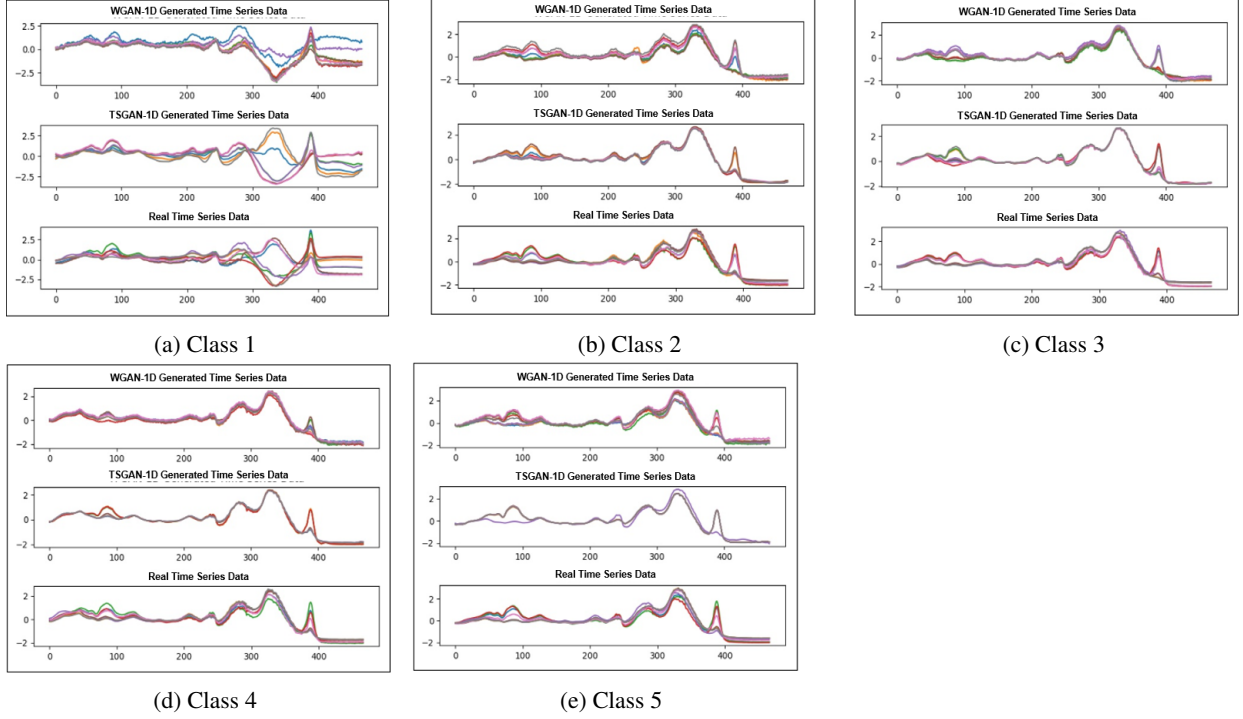 WGAN-1D Generated Time Series Data
2.5
0.0
−2.5
0 100 200 300 400
TSGAN-1D Generated Time Series Data
2.5
0.0
−2.5
0 100 200 300 400
Real Time Series Data
2.5
0.0
−2.5
0 100 200 300 400
(a) Class 1
WGAN-1D Generated Time Series Data
2
0
−2
0 100 200 300 400
TSGAN-1D Generated Time Series Data
2
0
−2
0 100 200 300 400
Real Time Series Data
2
0
−2
0 100 200 300 400
(b) Class 2
WGAN-1D Generated Time Series Data
2
0
−2
0 100 200 300 400
TSGAN-1D Generated Time Series Data
2
0
−2
0 100 200 300 400
Real Time Series Data
2
0
−2
0 100 200 300 400
(c) Class 3
WGAN-1D Generated Time Series Data
2
0
−2
0 100 200 300 400
TSGAN-1D Generated Time Series Data
2
0
−2
0 100 200 300 400
Real Time Series Data
2
0
−2
0 100 200 300 400
(d) Class 4
WGAN-1D Generated Time Series Data
2
0
−2
0 100 200 300 400
TSGAN-1D Generated Time Series Data
2
0
−2
0 100 200 300 400
Real Time Series Data
2
0
−2
0 100 200 300 400
(e) Class 5